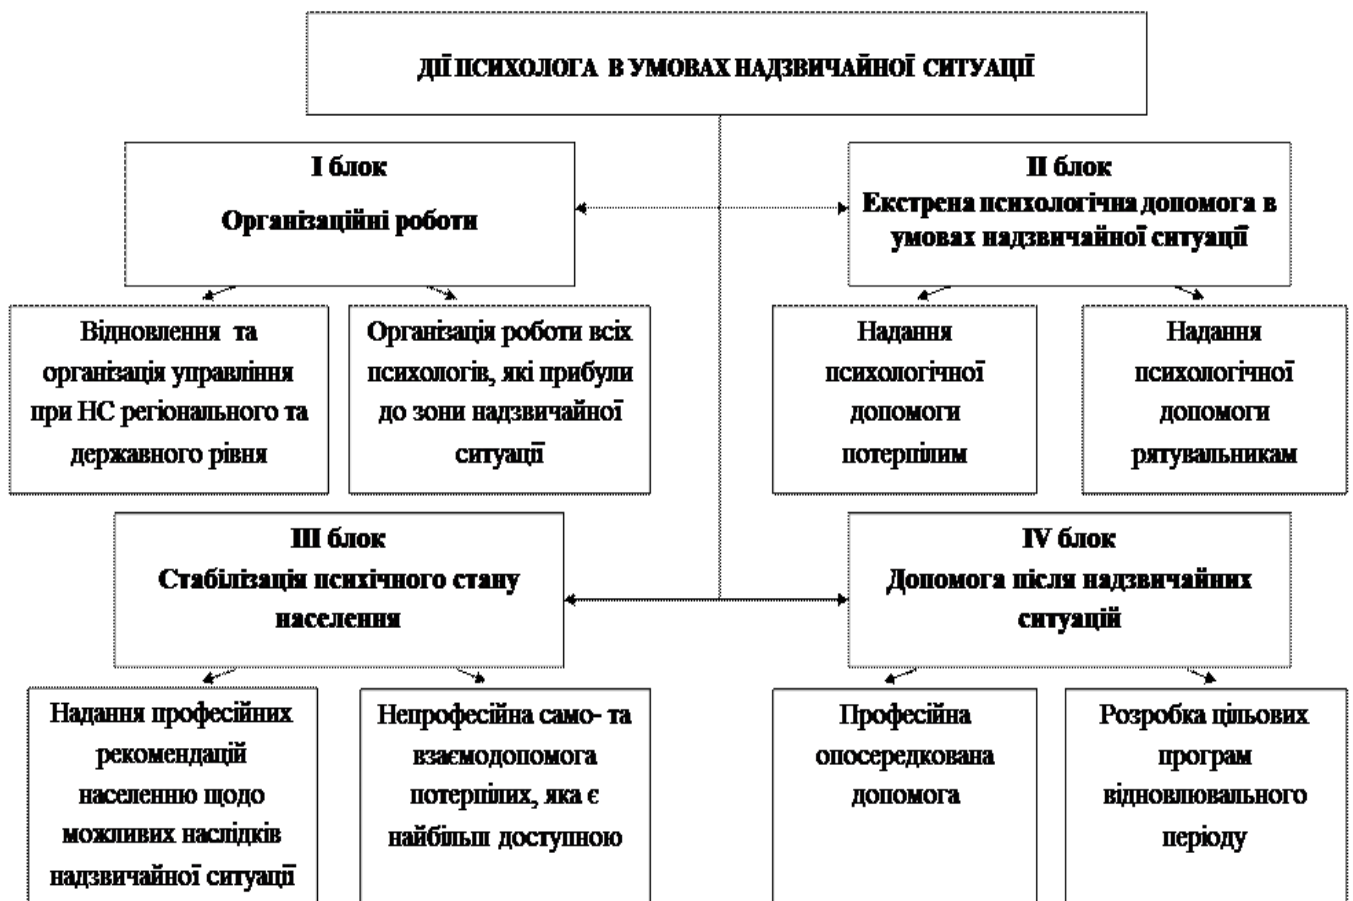 ДІЇ ПСИХОЛОГА В УМОВАХ НАДЗВИЧАЙНОЇ СИТУАЦІЇ
І блок
Організаційні роботи
ІІ блок
Екстрена психологічна допомога в
умовах надзвичайної ситуації
Відновлення та
організація управління
при НС регіонального та
державного рівня
Організація роботи всіх
психологів, які прибули
до зони надзвичайної
ситуації
Надання
психологічної
допомоги
потерпілим
Надання
психологічної
допомоги
рятувальникам
ІІІ блок
Стабілізація психічного стану
населення
IV блок
Допомога після надзвичайних
ситуацій
Надання професійних
рекомендацій
населенню щодо
можливих наслідків
надзвичайної ситуації
Непрофесійна само- та
взаємодопомога
потерпілих, яка є
найбільш доступною
Професійна
опосередкована
допомога
Розробка цільових
програм
відновлювального
періоду